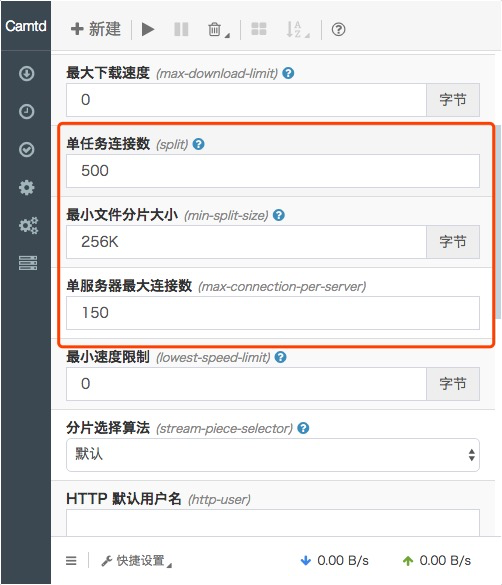 Camtd
新建
最大下载速度 (max-download-limit)
0 字节
单任务连接数 (split)
500
最小文件分片大小 (min-split-size)
256K 字节
单服务器最大连接数 (max-connection-per-server)
150
最小速度限制 (lowest-speed-limit)
0 字节
分片选择算法 (stream-piece-selector)
默认
HTTP 默认用户名 (http-user)
快捷设置 0.00 B/s 0.00 B/s